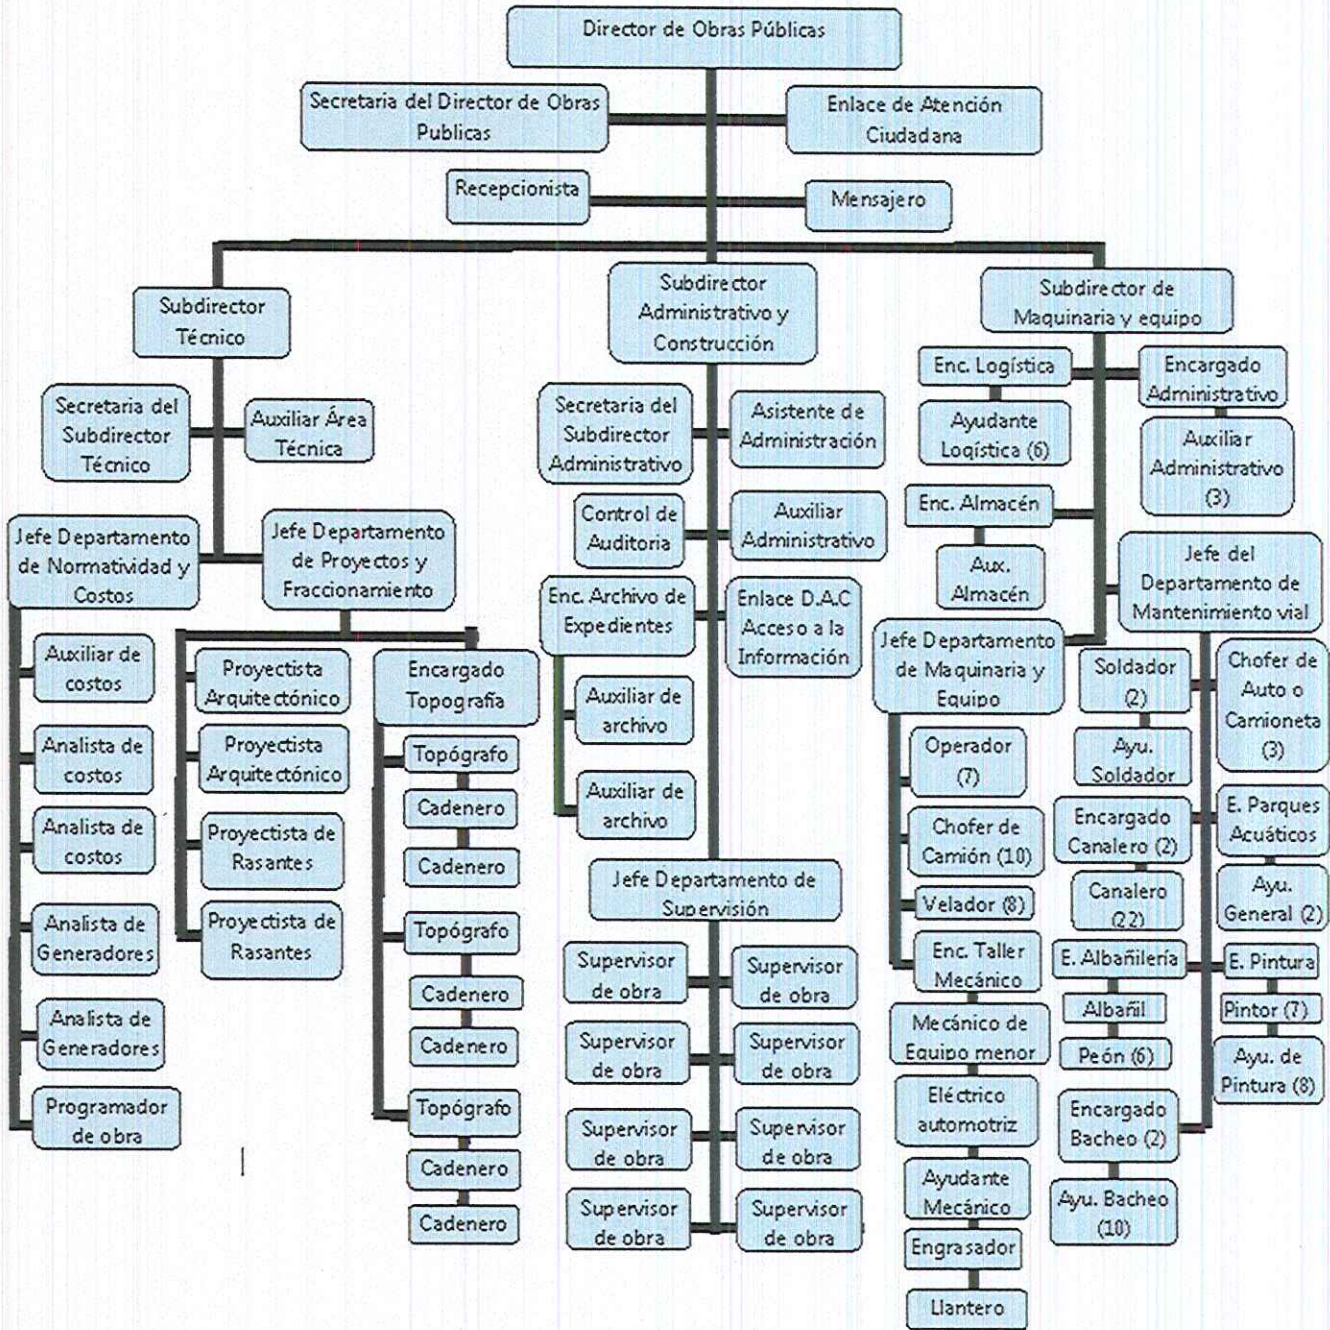 Director de Obras Públicas
Secretaria del Director de Obras
Publicas
Enlace de Atención
Ciudadana
Recepcionista
Mensajero
Subdirector
Técnico
Secretaria del
Subdirector
Técnico
Auxiliar Área
Técnica
Jefe Departamento
de Normatividad y
Costos
Auxiliar de
costos
Analista de
costos
Analista de
costos
Analista de
Generadores
Analista de
Generadores
Programador
de obra
Jefe Departamento
de Proyectos y
Fraccionamiento
Proyectista
Arquitectónico
Proyectista
Arquitectónico
Proyectista de
Rasantes
Proyectista de
Rasantes
Encargado
Topografía
Topógrafo
Cadenero
Cadenero
Topógrafo
Cadenero
Cadenero
Topógrafo
Cadenero
Cadenero
Subdirector
Administrativo y
Construcción
Secretaria del
Subdirector
Administrativo
Asistente de
Administración
Control de
Auditoria
Auxiliar
Administrativo
Enc. Archivo de
Expedientes
Enlace D.A.C
Acceso a la
Información
Auxiliar de
archivo
Auxiliar de
archivo
Jefe Departamento de
Supervisión
Supervisor
de obra
Supervisor
de obra
Supervisor
de obra
Supervisor
de obra
Supervisor
de obra
Supervisor
de obra
Supervisor
de obra
Supervisor
de obra
Subdirector de
Maquinaria y equipo
Enc. Logística
Ayudante
Logística (6)
Encargado
Administrativo
Auxiliar
Administrativo
(3)
Enc. Almacén
Aux.
Almacén
Jefe Departamento
de Maquinaria y
Equipo
Operador
(7)
Chofer de
Camión (10)
Velador (8)
Enc. Taller
Mecánico
Mecánico de
Equipo menor
Eléctrico
automotriz
Ayudante
Mecánico
Engrasador
Llantero
Jefe del
Departamento de
Mantenimiento vial
Soldador
(2)
Ayu.
Soldador
Chofer de
Auto o
Camioneta
(3)
Encargado
Canalero (2)
Canalero
(22)
E. Parques
Acuáticos
Ayu.
General (2)
E. Albañilería
Albañil
Peón (6)
E. Pintura
Pintor (7)
Ayu. de
Pintura (8)
Encargado
Bacheo (2)
Ayu. Bacheo
(10)